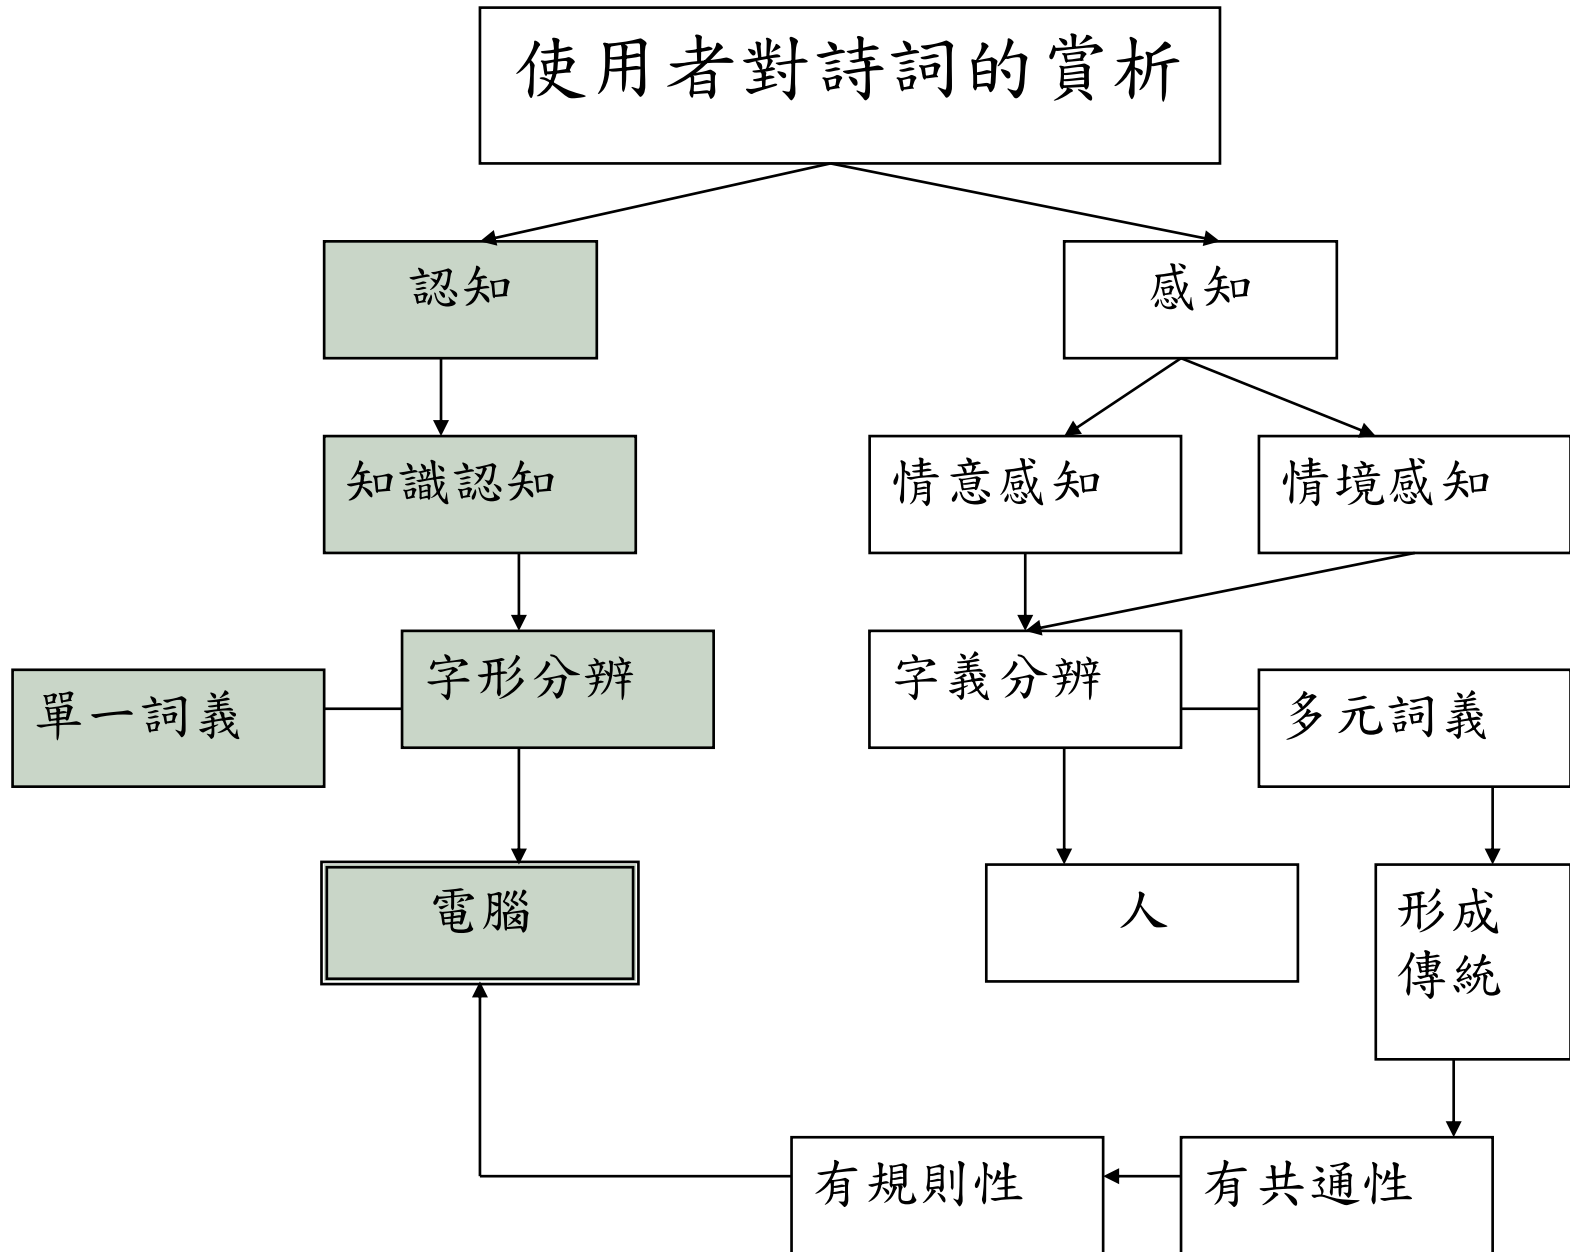 使用者對詩詞的賞析
認知
感知
知識認知
情意感知
情境感知
字形分辨
字義分辨
單一詞義
多元詞義
電腦
人
形成
傳統
有規則性
有共通性